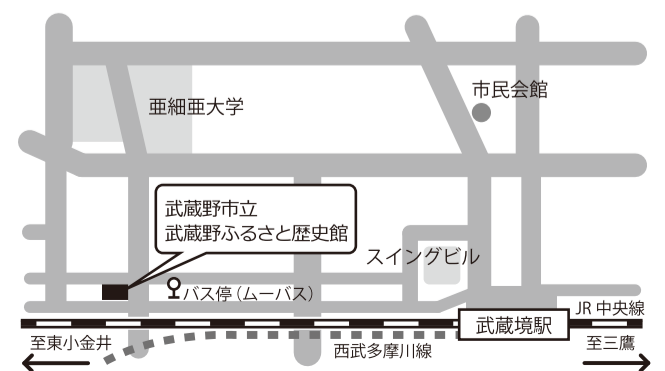 市民会館
亜細亜大学
武蔵野市立
武蔵野ふるさと歴史館
スイングビル
バス停（ムーバス）
JR 中央線
武蔵境駅
至東小金井
西武多摩川線
至三鷹